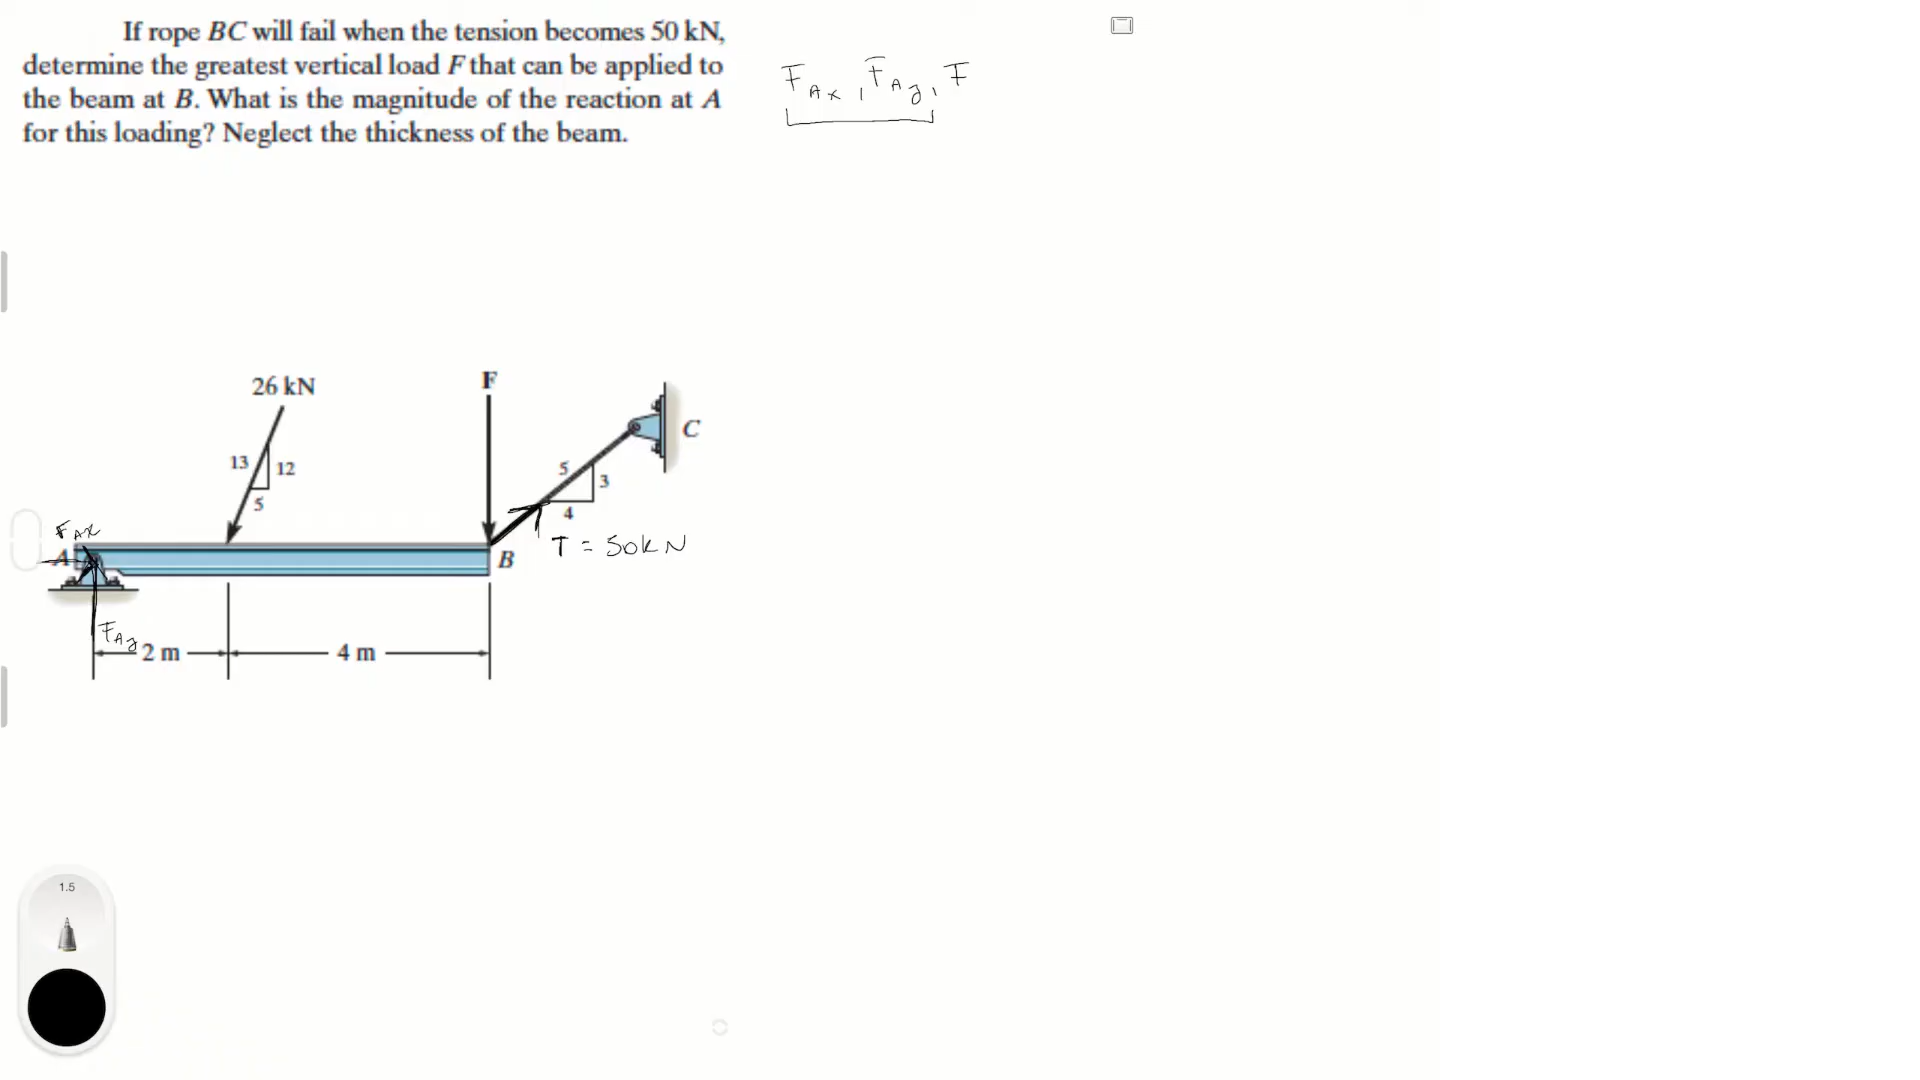 If rope BC will fail when the tension becomes 50 kN,
determine the greatest vertical load F that can be applied to
the beam at B. What is the magnitude of the reaction at A
for this loading? Neglect the thickness of the beam.
FAx, FAy, F
26 kN
F
C
13
12
5
5
3
4
FAx
A
B
T = 50kN
FAy
2 m
4 m
1.5